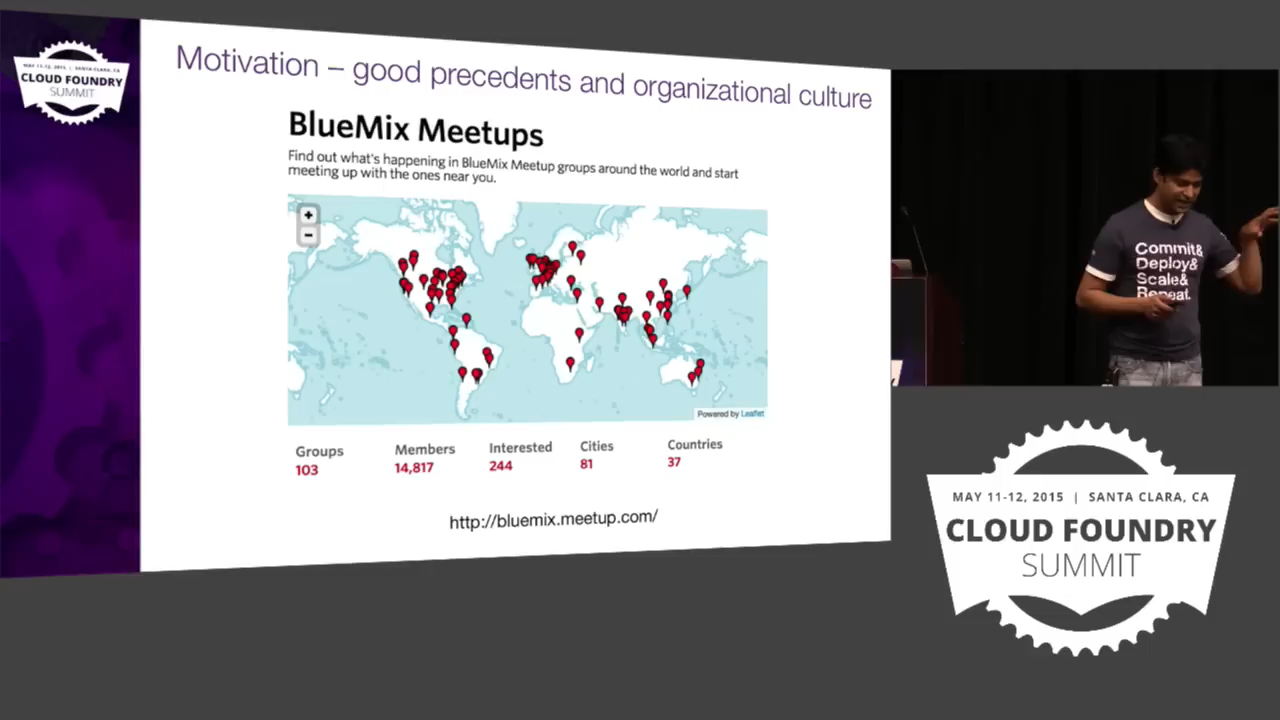 MAY 11-12, 2015 | SANTA CLARA, CA
CLOUD FOUNDRY
SUMMIT
Motivation – good precedents and organizational culture
BlueMix Meetups
Find out what's happening in BlueMix Meetup groups around the world and start
meeting up with the ones near you.
+
−
Powered by Leaflet
Groups Members Interested Cities Countries
103 14,817 244 81 37
http://bluemix.meetup.com/
Commit&
Deploy&
Scale&
Repeat.
MAY 11-12, 2015 | SANTA CLARA, CA
CLOUD FOUNDRY
SUMMIT